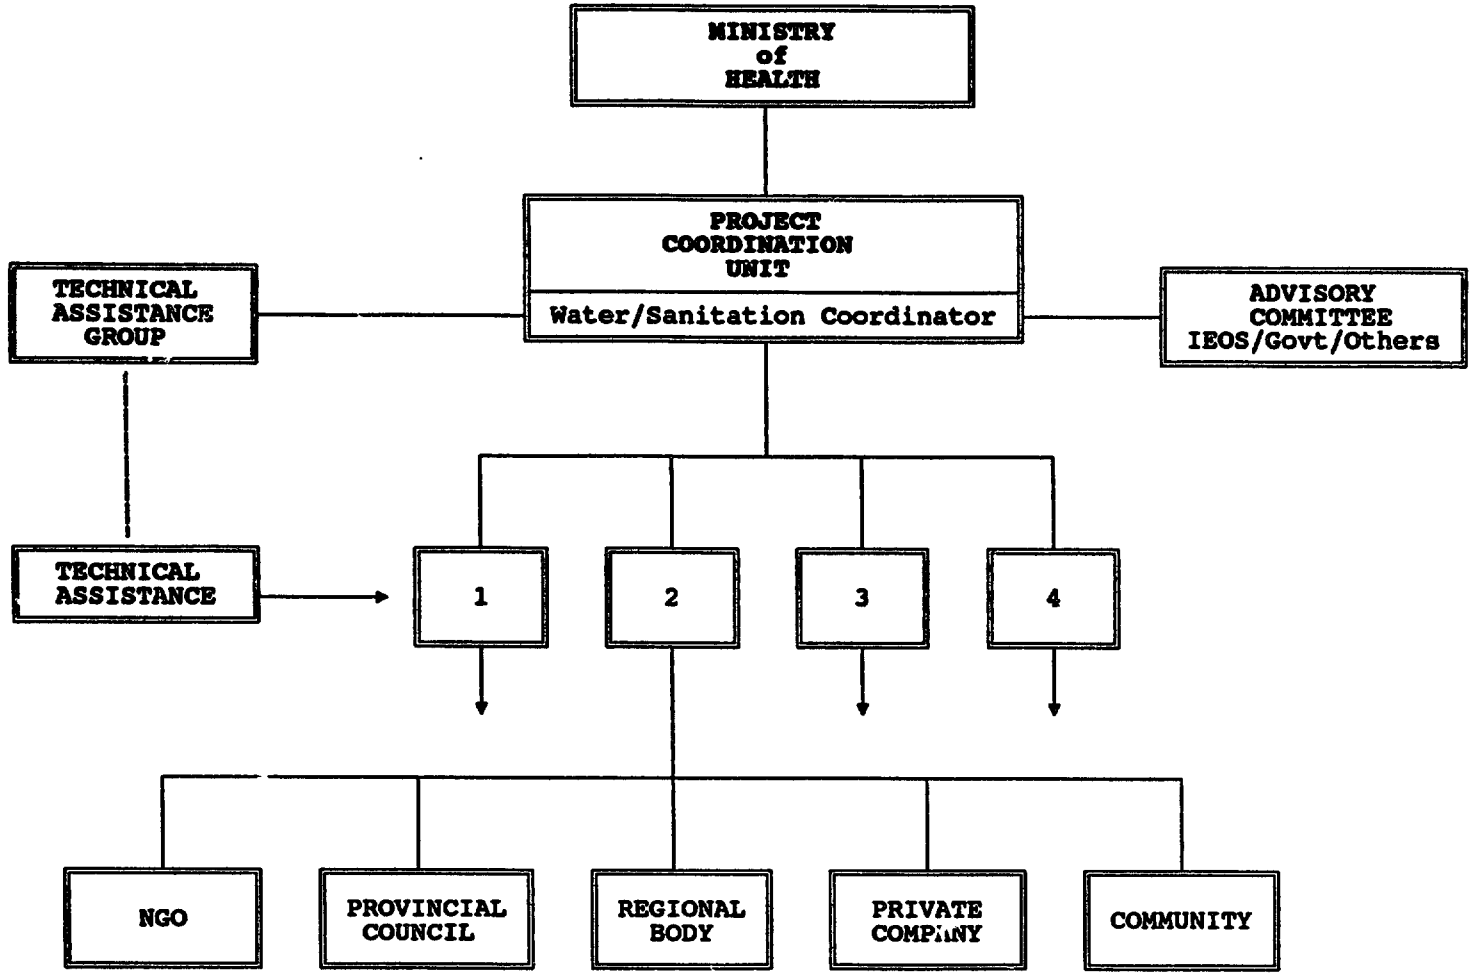 MINISTRY
of
HEALTH
PROJECT
COORDINATION
UNIT
Water/Sanitation Coordinator
TECHNICAL
ASSISTANCE
GROUP
ADVISORY
COMMITTEE
IEOS/Govt/Others
TECHNICAL
ASSISTANCE
1
2
3
4
NGO
PROVINCIAL
COUNCIL
REGIONAL
BODY
PRIVATE
COMPANY
COMMUNITY